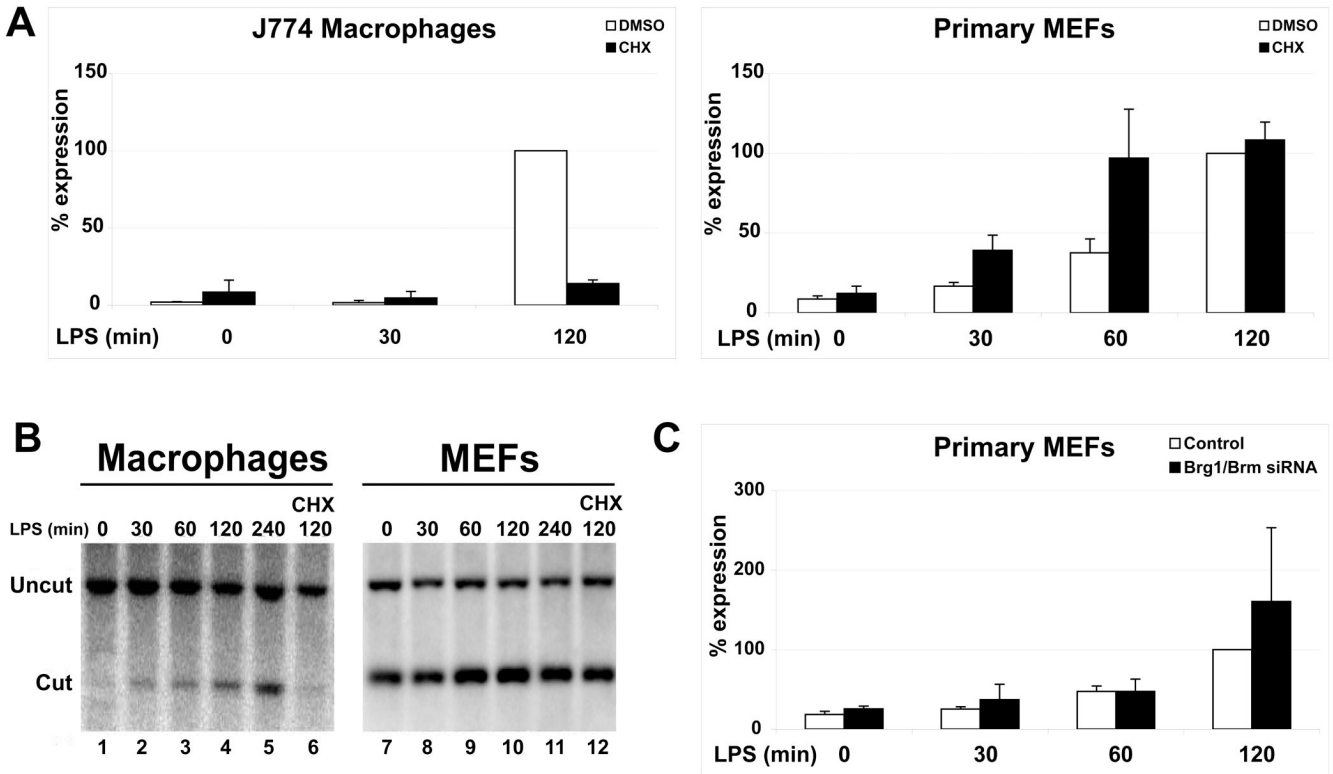 A
J774 Macrophages
DMSO
CHX
% expression
150
100
50
0
LPS (min) 0 30 120
Primary MEFs
DMSO
CHX
% expression
150
100
50
0
LPS (min) 0 30 60 120
B
Macrophages
CHX
LPS (min) 0 30 60 120 240 120
Uncut
Cut
1 2 3 4 5 6
MEFs
CHX
0 30 60 120 240 120
7 8 9 10 11 12
C
Primary MEFs
Control
Brg1/Brm siRNA
% expression
300
200
100
0
LPS (min) 0 30 60 120